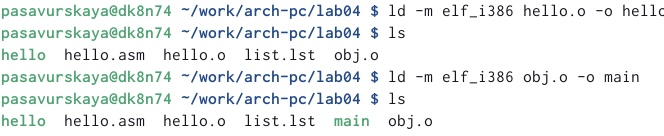 pasavurskaya@dk8n74 ~/work/arch-pc/lab04 $ ld -m elf_i386 hello.o -o hello
pasavurskaya@dk8n74 ~/work/arch-pc/lab04 $ ls
hello  hello.asm  hello.o  list.lst  obj.o
pasavurskaya@dk8n74 ~/work/arch-pc/lab04 $ ld -m elf_i386 obj.o -o main
pasavurskaya@dk8n74 ~/work/arch-pc/lab04 $ ls
hello  hello.asm  hello.o  list.lst  main  obj.o